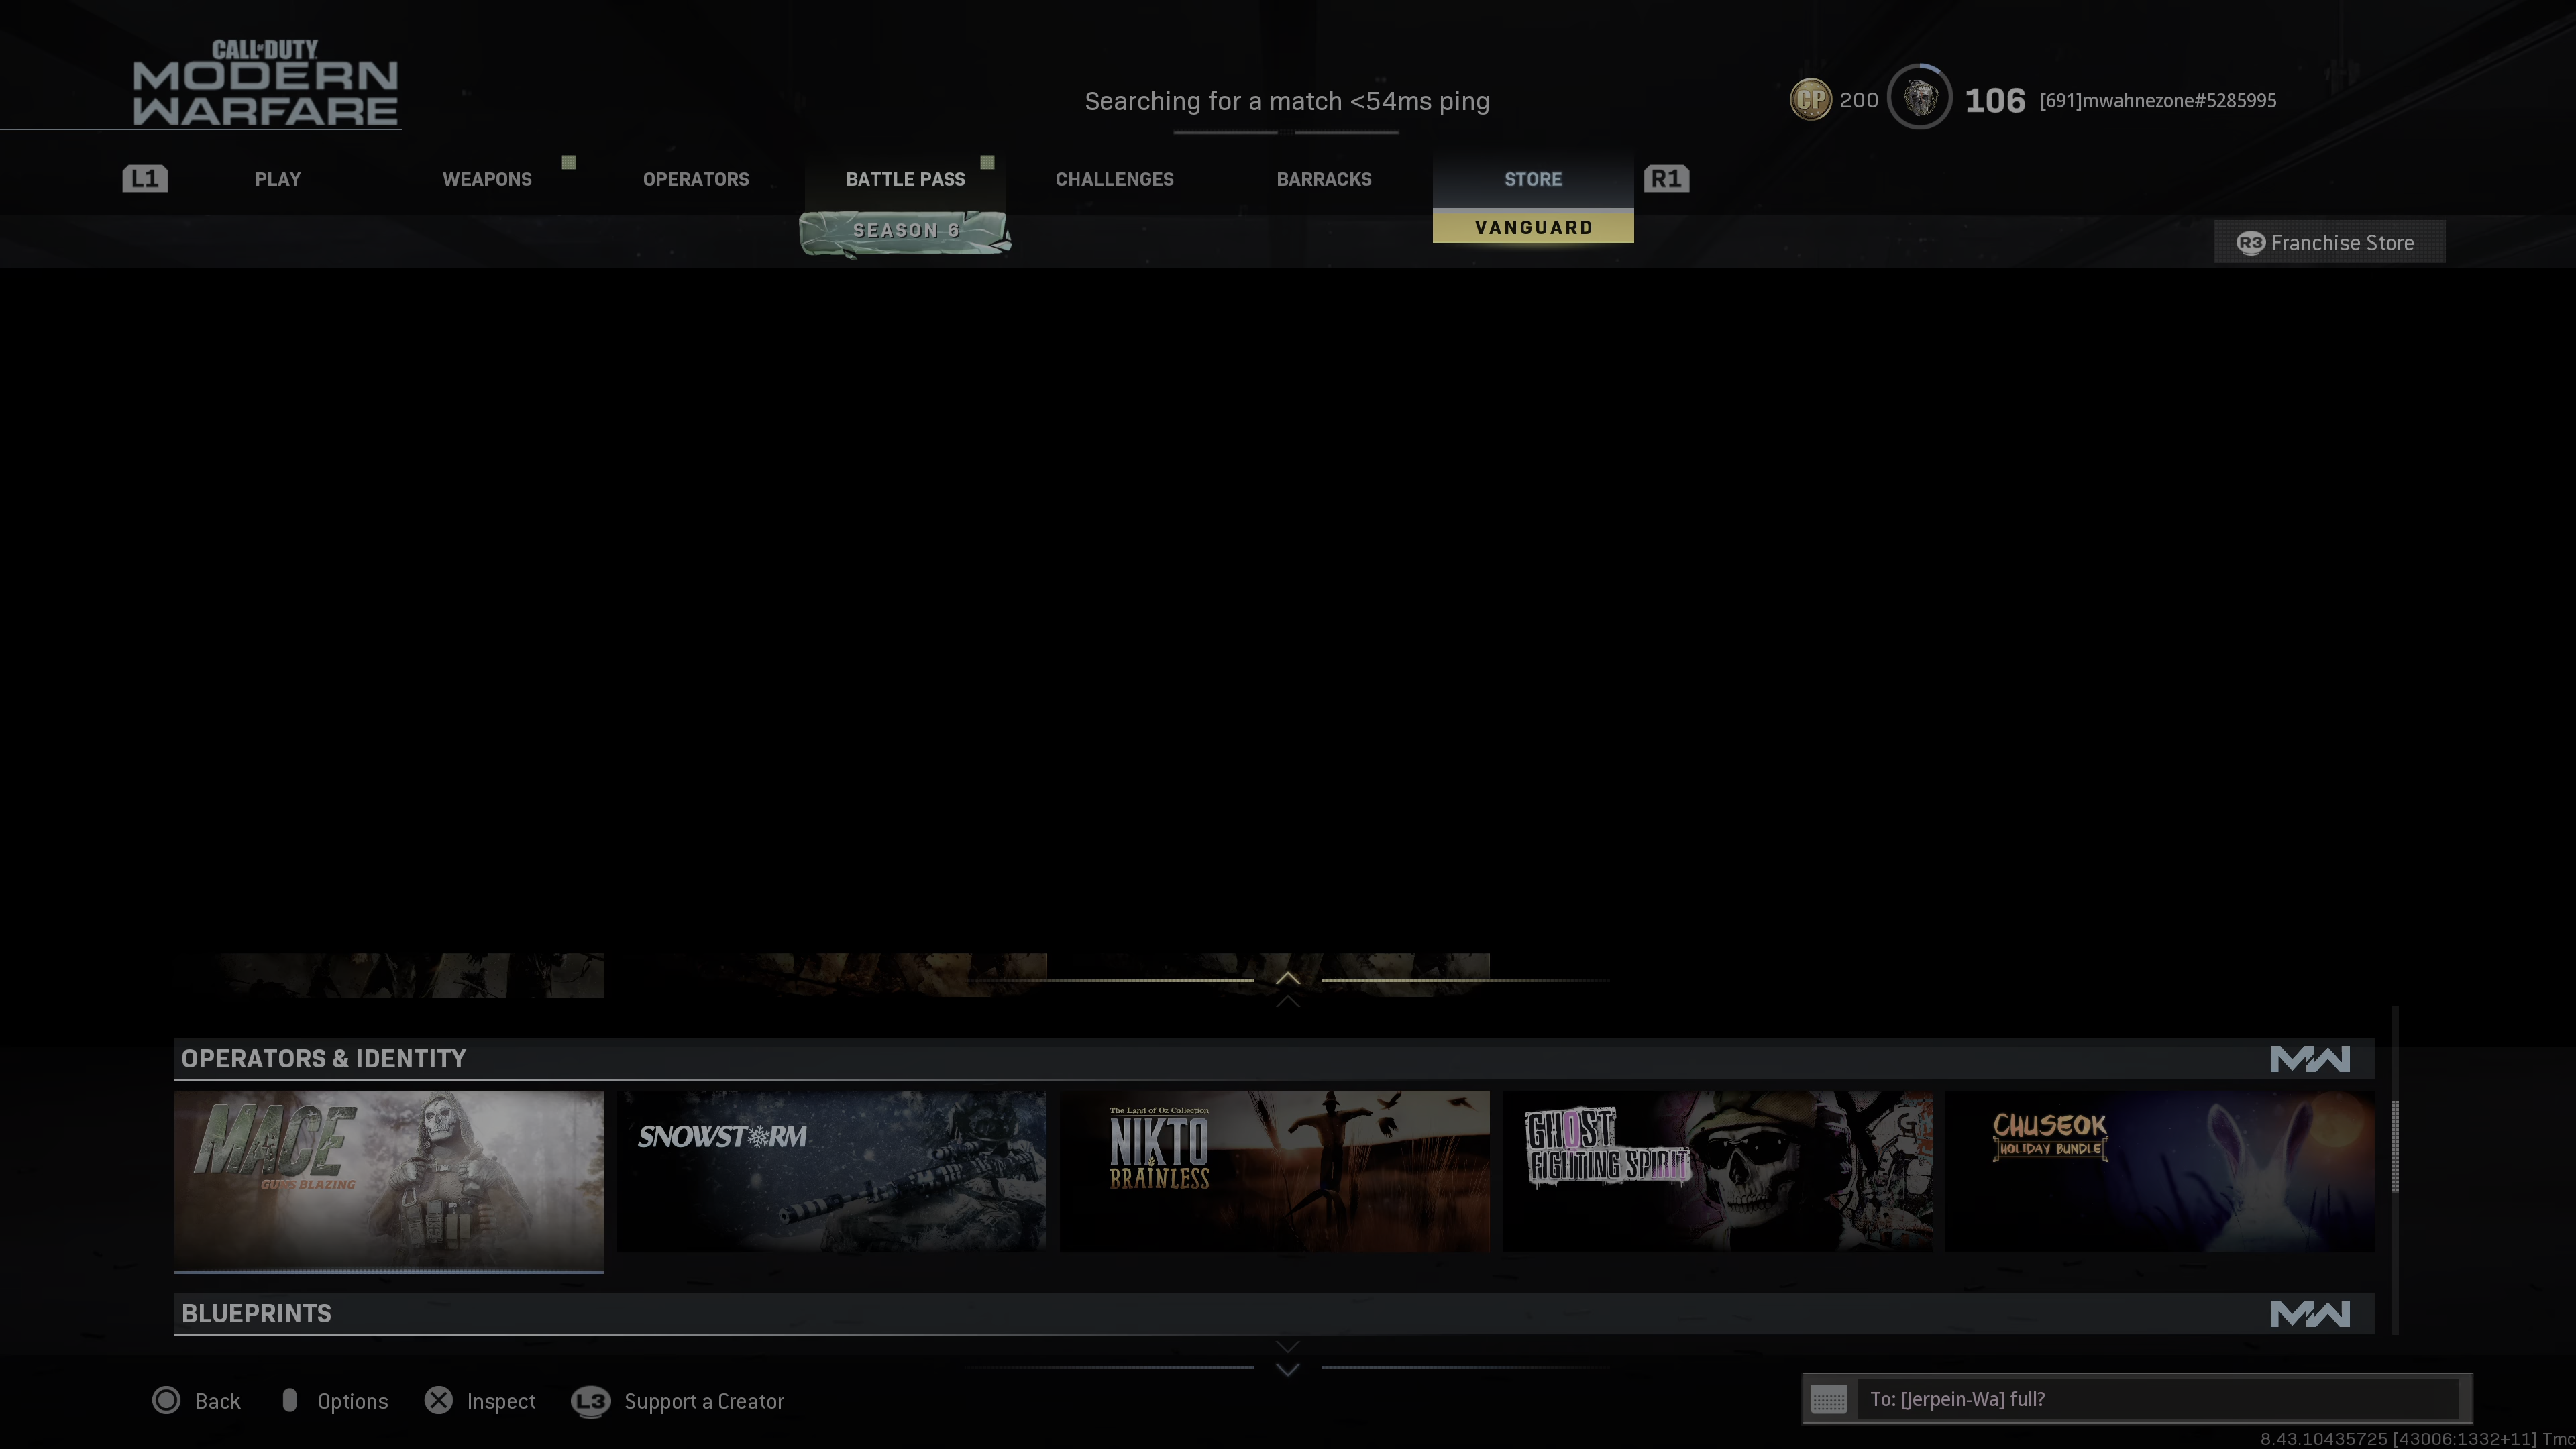 CALL OF DUTY
MODERN
WARFARE
Searching for a match <54ms ping
CP 200 106 [691]mwahnezone#5285995
L1 PLAY WEAPONS OPERATORS BATTLE PASS CHALLENGES BARRACKS STORE R1
SEASON 6 VANGUARD
R3 Franchise Store
OPERATORS & IDENTITY MW
MACE
GUNS BLAZING
SNOWSTORM
The Land of Oz Collection
NIKTO
BRAINLESS
GHOST
FIGHTING SPIRIT
CHUSEOK
HOLIDAY BUNDLE
BLUEPRINTS MW
Back Options Inspect L3 Support a Creator
To: [Jerpein-Wa] full?
8.43.10435725 [43006:1332+11] Tmc